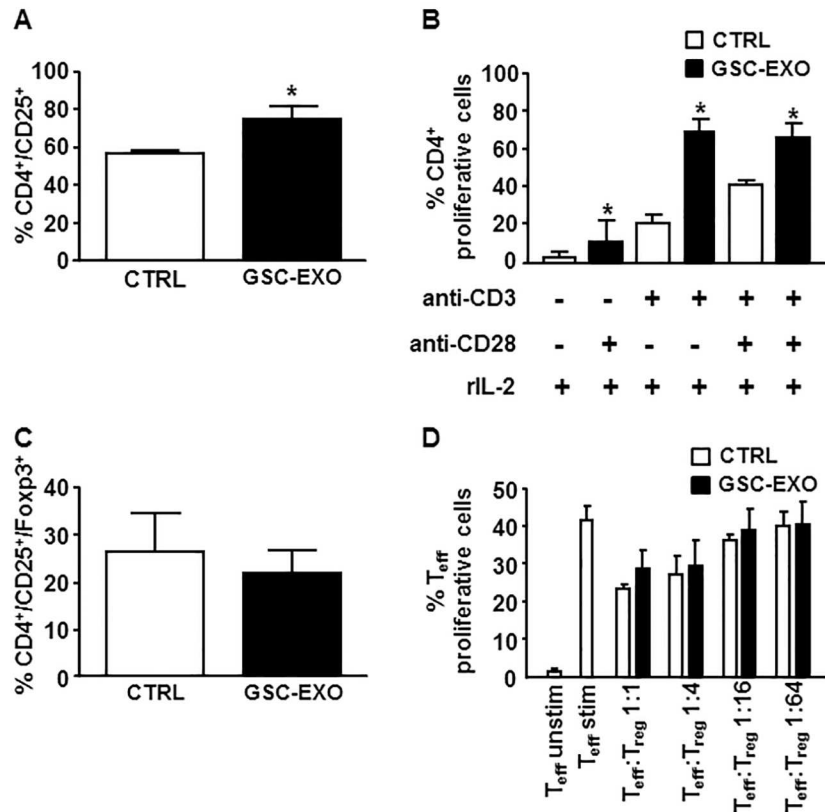 A
% CD4+/CD25+
100
80
60
40
20
0
CTRL
GSC-EXO
B
CTRL
GSC-EXO
% CD4+
proliferative cells
100
80
60
40
20
0
*
*
*
*
anti-CD3 - - + + + +
anti-CD28 - + - - + +
rIL-2 + + + + + +
C
% CD4+/CD25+/Foxp3+
40
30
20
10
0
CTRL
GSC-EXO
D
CTRL
GSC-EXO
% Teff
proliferative cells
50
40
30
20
10
0
Teff unstim
Teff stim
Teff:Treg 1:1
Teff:Treg 1:4
Teff:Treg 1:16
Teff:Treg 1:64